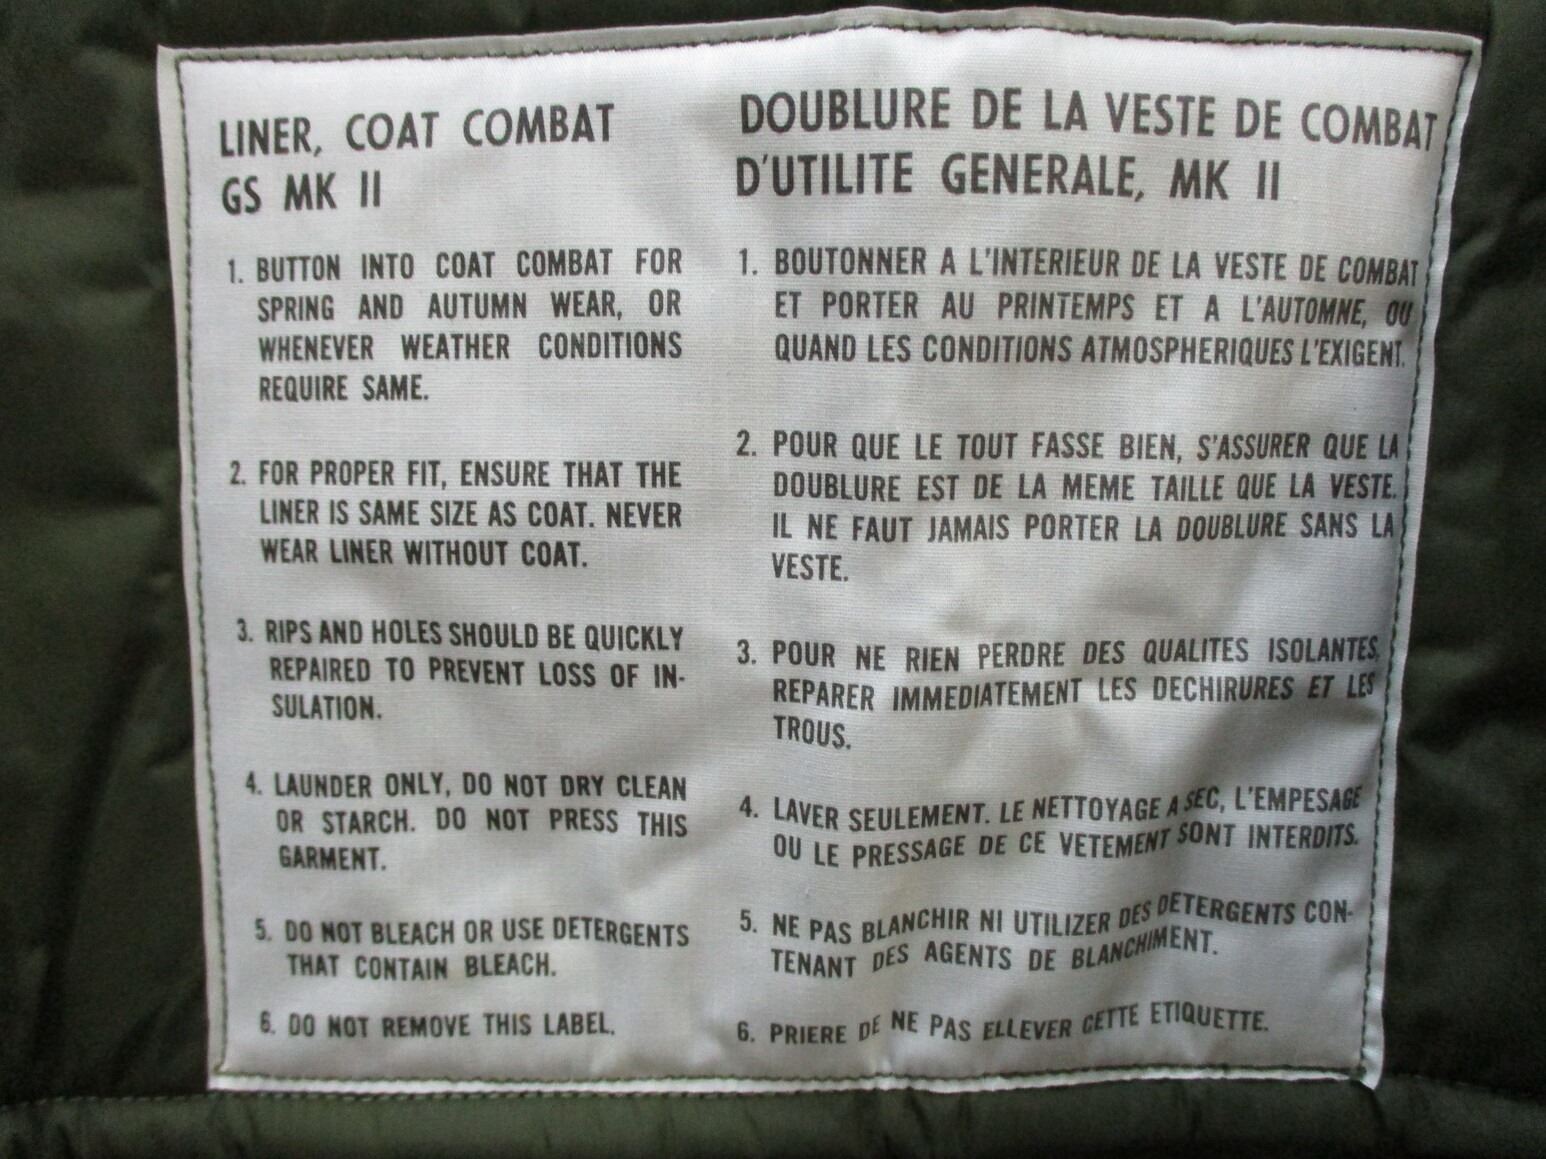 LINER, COAT COMBAT
GS MK II
1. BUTTON INTO COAT COMBAT FOR
SPRING AND AUTUMN WEAR, OR
WHENEVER WEATHER CONDITIONS
REQUIRE SAME.
2. FOR PROPER FIT, ENSURE THAT THE
LINER IS SAME SIZE AS COAT. NEVER
WEAR LINER WITHOUT COAT.
3. RIPS AND HOLES SHOULD BE QUICKLY
REPAIRED TO PREVENT LOSS OF IN-
SULATION.
4. LAUNDER ONLY, DO NOT DRY CLEAN
OR STARCH. DO NOT PRESS THIS
GARMENT.
5. DO NOT BLEACH OR USE DETERGENTS
THAT CONTAIN BLEACH.
6. DO NOT REMOVE THIS LABEL.
DOUBLURE DE LA VESTE DE COMBAT
D'UTILITE GENERALE, MK II
1. BOUTONNER A L'INTERIEUR DE LA VESTE DE COMBAT
ET PORTER AU PRINTEMPS ET A L'AUTOMNE, OU
QUAND LES CONDITIONS ATMOSPHERIQUES L'EXIGENT.
2. POUR QUE LE TOUT FASSE BIEN, S'ASSURER QUE LA
DOUBLURE EST DE LA MEME TAILLE QUE LA VESTE.
IL NE FAUT JAMAIS PORTER LA DOUBLURE SANS LA
VESTE.
3. POUR NE RIEN PERDRE DES QUALITES ISOLANTES,
REPARER IMMEDIATEMENT LES DECHIRURES ET LES
TROUS.
4. LAVER SEULEMENT. LE NETTOYAGE A SEC, L'EMPESAGE
OU LE PRESSAGE DE CE VETEMENT SONT INTERDITS.
5. NE PAS BLANCHIR NI UTILIZER DES DETERGENTS CON-
TENANT DES AGENTS DE BLANCHIMENT.
6. PRIERE DE NE PAS ELLEVER CETTE ETIQUETTE.